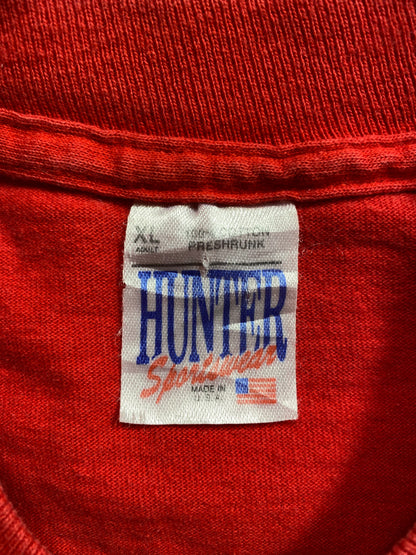 XL 100% COTTON
ADULT PRESHRUNK
HUNTER
Sportswear
MADE IN
U.S.A.